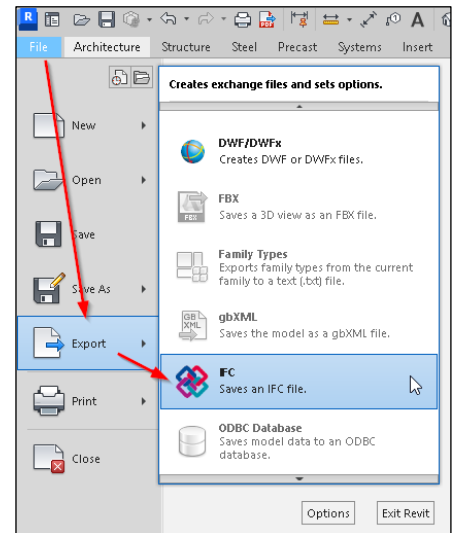 R
A
File Architecture Structure Steel Precast Systems Insert
Creates exchange files and sets options.
New
Open
Save
Save As
Export
Print
Close
DWF/DWFx
Creates DWF or DWFx files.
FBX
FBX
Saves a 3D view as an FBX file.
Family Types
Exports family types from the current
family to a text (.txt) file.
GB
XML
gbXML
Saves the model as a gbXML file.
IFC
Saves an IFC file.
ODBC Database
Saves model data to an ODBC
database.
Options Exit Revit